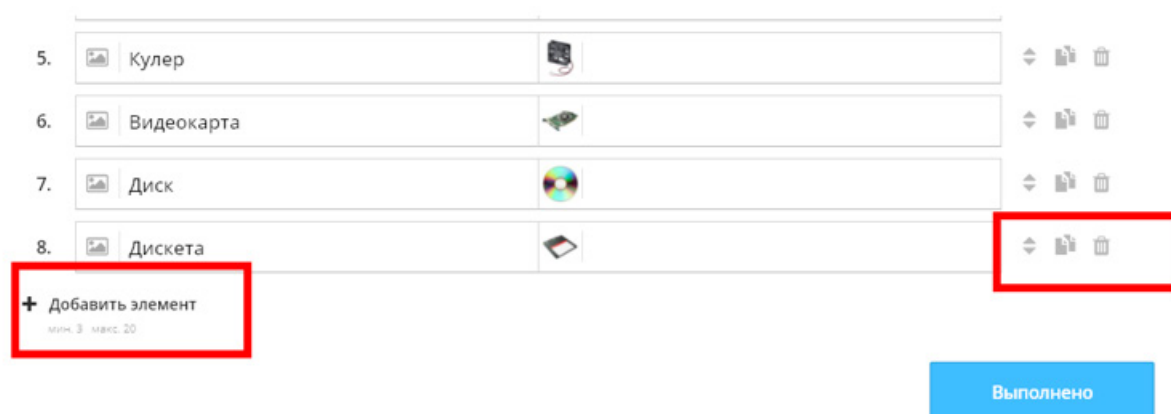 5. Кулер
6. Видеокарта
7. Диск
8. Дискета
+ Добавить элемент
мин. 3 макс. 20
Выполнено